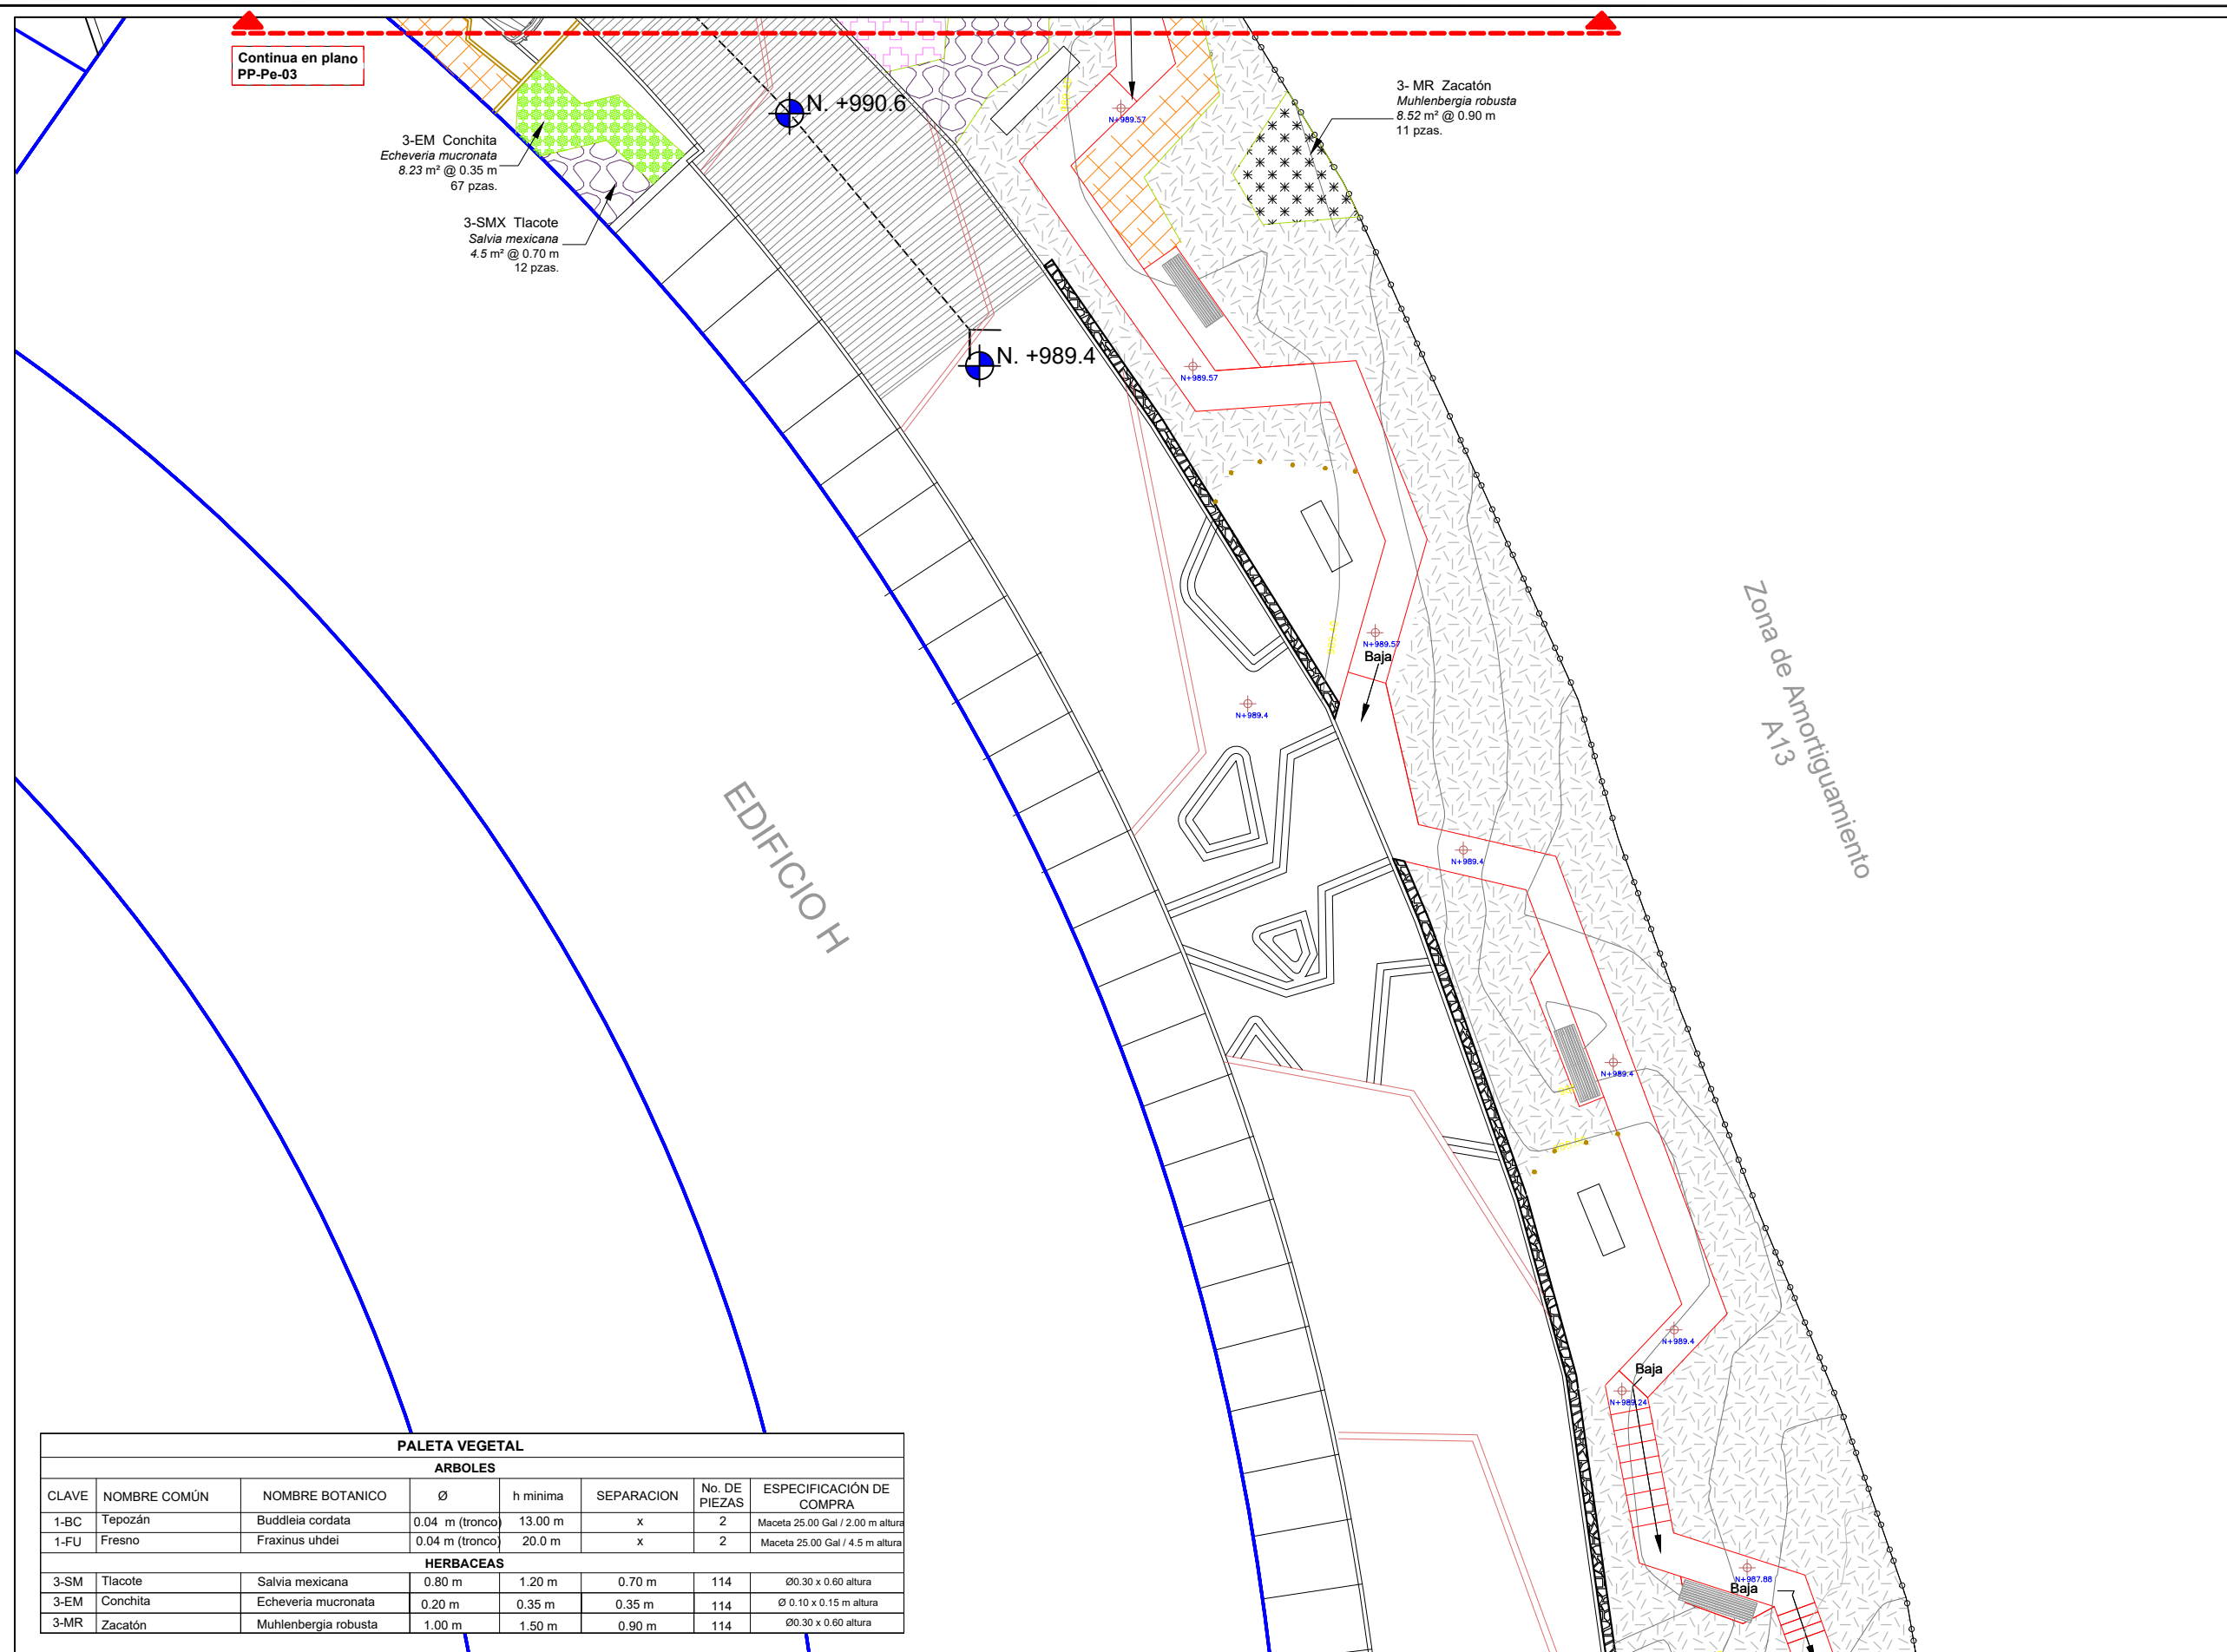 Continua en plano
PP-Pe-03
N. +990.6
3- MR Zacatón
Muhlenbergia robusta
8.52 m² @ 0.90 m
11 pzas.
N+989.57
3-EM Conchita
Echeveria mucronata
8.23 m² @ 0.35 m
67 pzas.
3-SMX Tlacote
Salvia mexicana
4.5 m² @ 0.70 m
12 pzas.
N. +989.4
N+989.57
N+989.57
Baja
N+989.4
Zona de Amortiguamiento
A13
EDIFICIO H
N+989.4
N+989.4
N+989.4
Baja
N+989.24
N+987.88
Baja
PALETA VEGETAL
ARBOLES
CLAVE NOMBRE COMÚN NOMBRE BOTANICO Ø h minima SEPARACION No. DE PIEZAS ESPECIFICACIÓN DE COMPRA
1-BC Tepozán Buddleia cordata 0.04 m (tronco) 13.00 m x 2 Maceta 25.00 Gal / 2.00 m altura
1-FU Fresno Fraxinus uhdei 0.04 m (tronco) 20.0 m x 2 Maceta 25.00 Gal / 4.5 m altura
HERBACEAS
3-SM Tlacote Salvia mexicana 0.80 m 1.20 m 0.70 m 114 Ø0.30 x 0.60 altura
3-EM Conchita Echeveria mucronata 0.20 m 0.35 m 0.35 m 114 Ø 0.10 x 0.15 m altura
3-MR Zacatón Muhlenbergia robusta 1.00 m 1.50 m 0.90 m 114 Ø0.30 x 0.60 altura